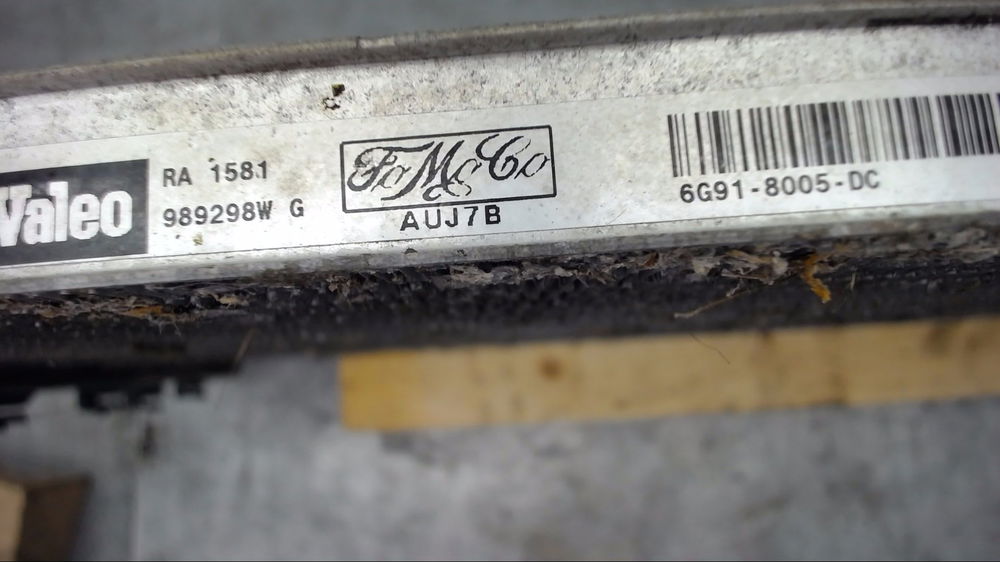 Valeo
RA 1581
989298W G
FoMoCo
AUJ7B
6G91-8005-DC